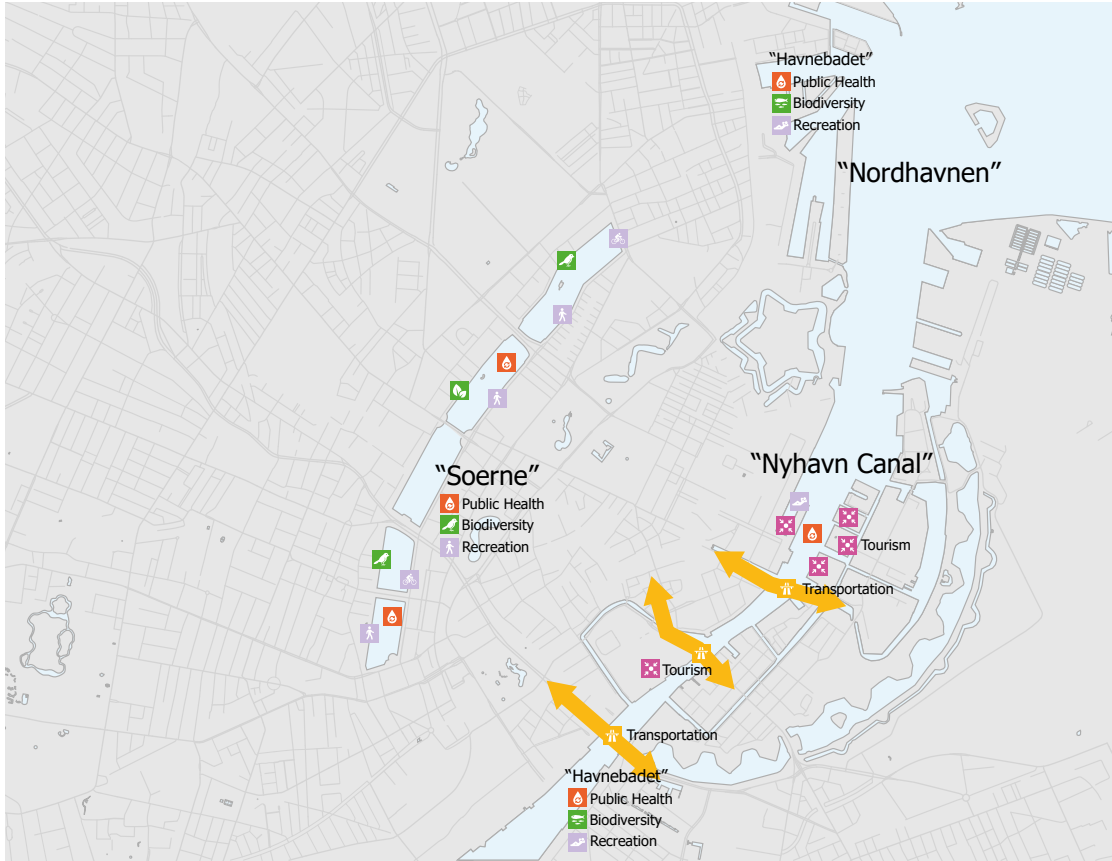 “Havnebadet”
Public Health
Biodiversity
Recreation
“Nordhavnen”
“Soerne”
Public Health
Biodiversity
Recreation
“Nyhavn Canal”
Tourism
Transportation
Tourism
Transportation
“Havnebadet”
Public Health
Biodiversity
Recreation